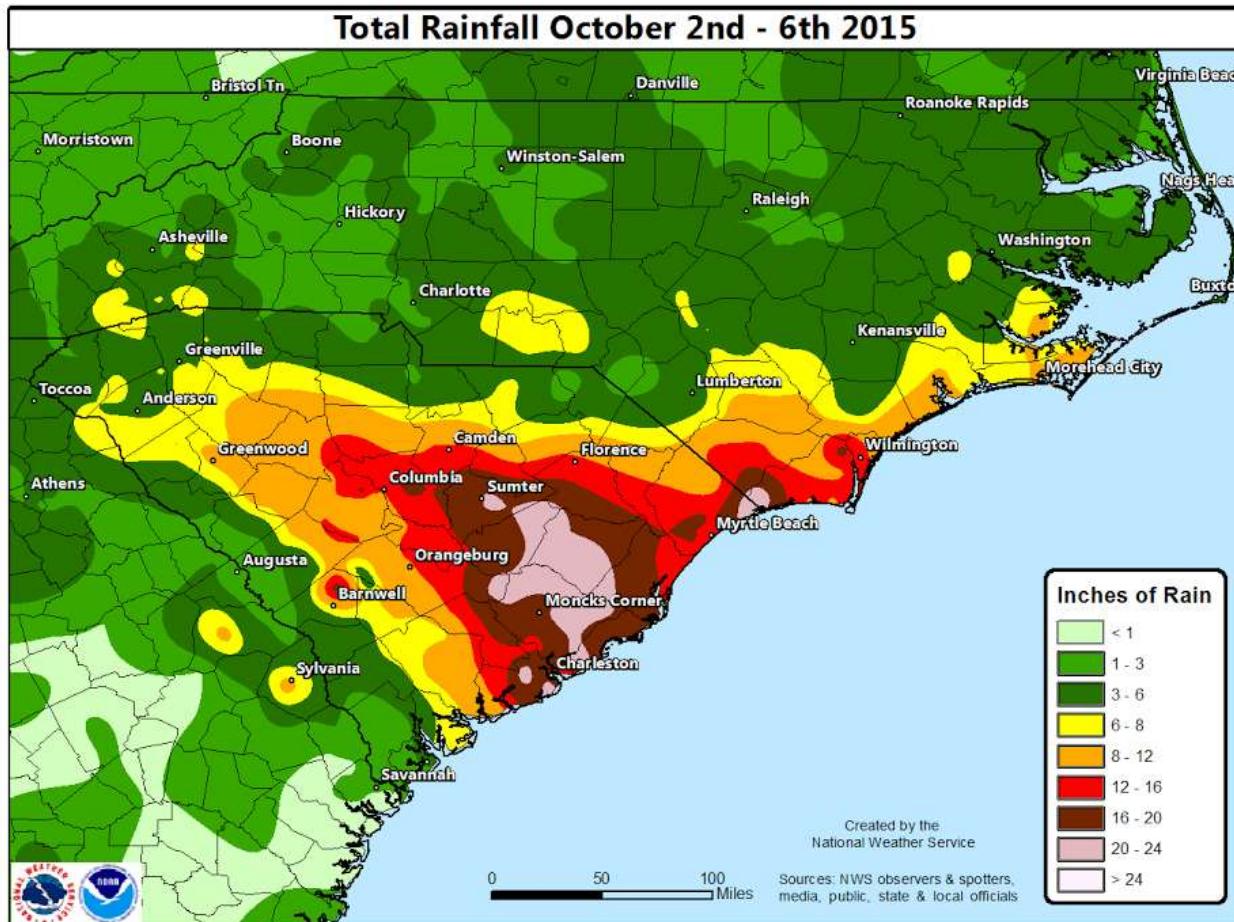 Total Rainfall October 2nd - 6th 2015
Bristol Tn
Danville
Virginia Beac
Roanoke Rapids
Morristown
Boone
Winston-Salem
Nags Hea
Raleigh
Hickory
Asheville
Washington
Charlotte
Buxto
Kenansville
Greenville
Morehead City
Toccoa
Anderson
Lumberton
Camden
Greenwood
Florence
Wilmington
Columbia
Sumter
Athens
Myrtle Beach
Orangeburg
Augusta
Barnwell
Moncks Corner
Charleston
Sylvania
Savannah
Inches of Rain
< 1
1 - 3
3 - 6
6 - 8
8 - 12
12 - 16
16 - 20
20 - 24
> 24
Created by the
National Weather Service
Sources: NWS observers & spotters,
media, public, state & local officials
0 50 100
Miles
NATIONAL WEATHER SERVICE
NOAA